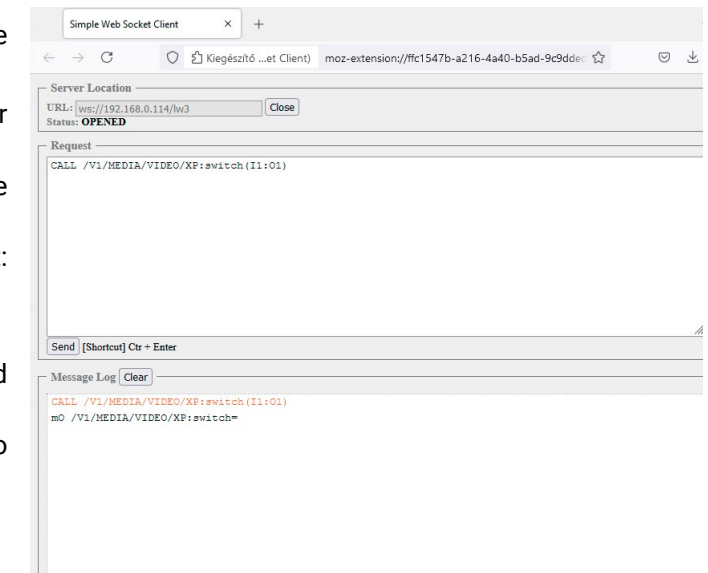 Simple Web Socket Client
Kiegészítő ...et Client) moz-extension://ffc1547b-a216-4a40-b5ad-9c9ddec
Server Location
URL: ws://192.168.0.114/lw3 Close
Status: OPENED
Request
CALL /V1/MEDIA/VIDEO/XP:switch(I1:O1)
Send [Shortcut] Ctr + Enter
Message Log Clear
CALL /V1/MEDIA/VIDEO/XP:switch(I1:O1)
mO /V1/MEDIA/VIDEO/XP:switch=